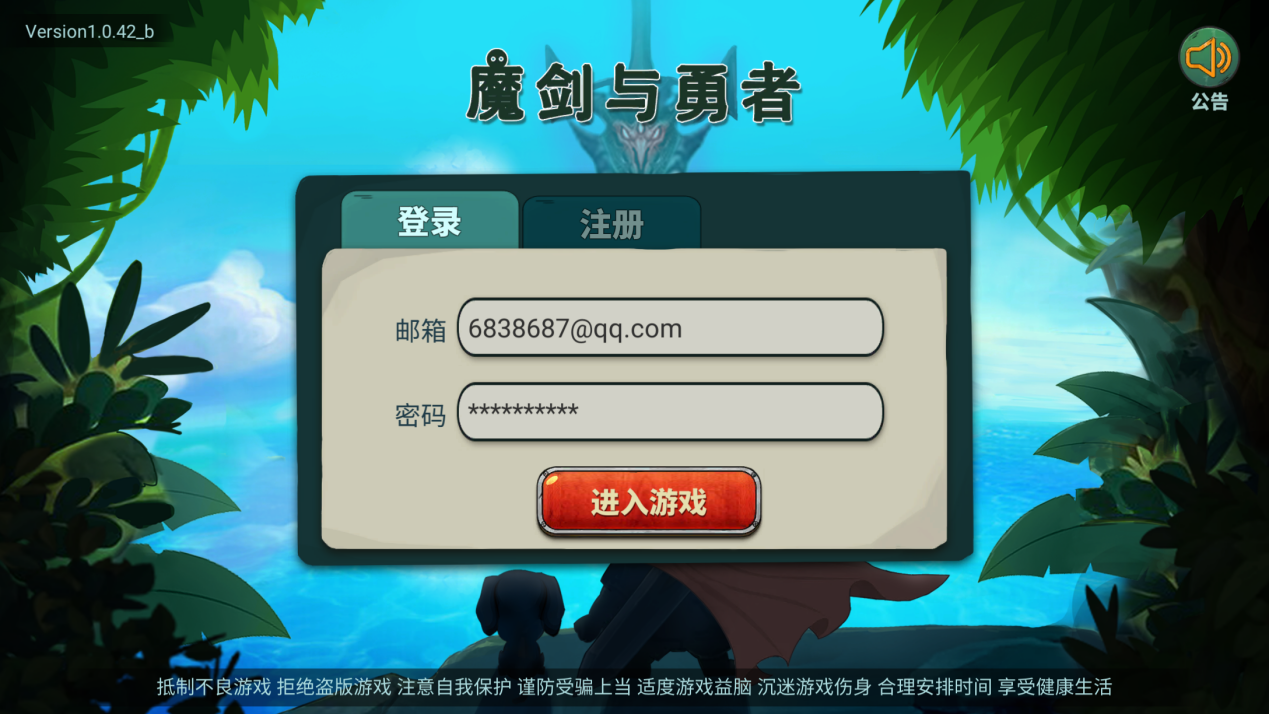 Version1.0.42_b
魔剑与勇者
公告
登录 注册
邮箱 6838687@qq.com
密码 **********
进入游戏
抵制不良游戏 拒绝盗版游戏 注意自我保护 谨防受骗上当 适度游戏益脑 沉迷游戏伤身 合理安排时间 享受健康生活